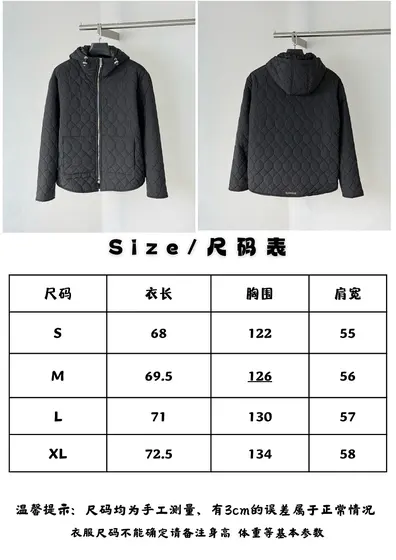 Size/尺码表
尺码 衣长 胸围 肩宽
S 68 122 55
M 69.5 126 56
L 71 130 57
XL 72.5 134 58
温馨提示：尺码均为手工测量、有3cm的误差属于正常情况
衣服尺码不能确定请备注身高 体重等基本参数